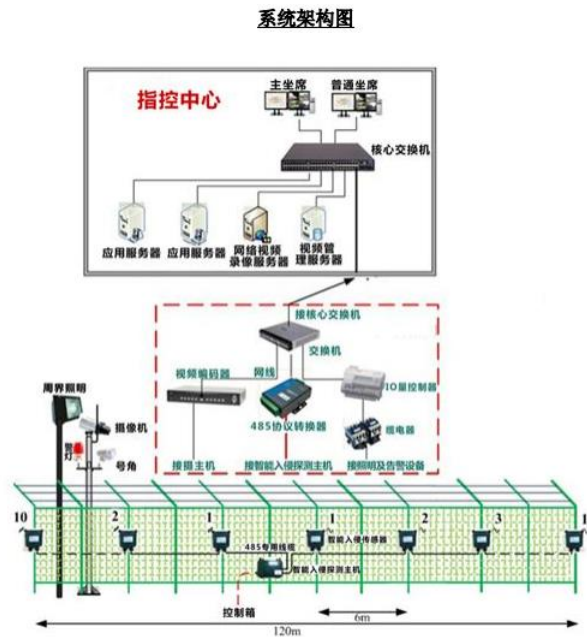 系统架构图
指控中心
主坐席
普通坐席
核心交换机
应用服务器
应用服务器
网络视频
录像服务器
视频管
理服务器
接核心交换机
交换机
视频编码器
网线
IO量控制器
485协议转换器
继电器
接摄主机
接智能入侵探测主机
接照明及告警设备
周界照明
摄像机
警灯
号角
10
2
1
1
2
3
1
智能入侵传感器
485专用线缆
智能入侵探测主机
控制箱
6m
120m